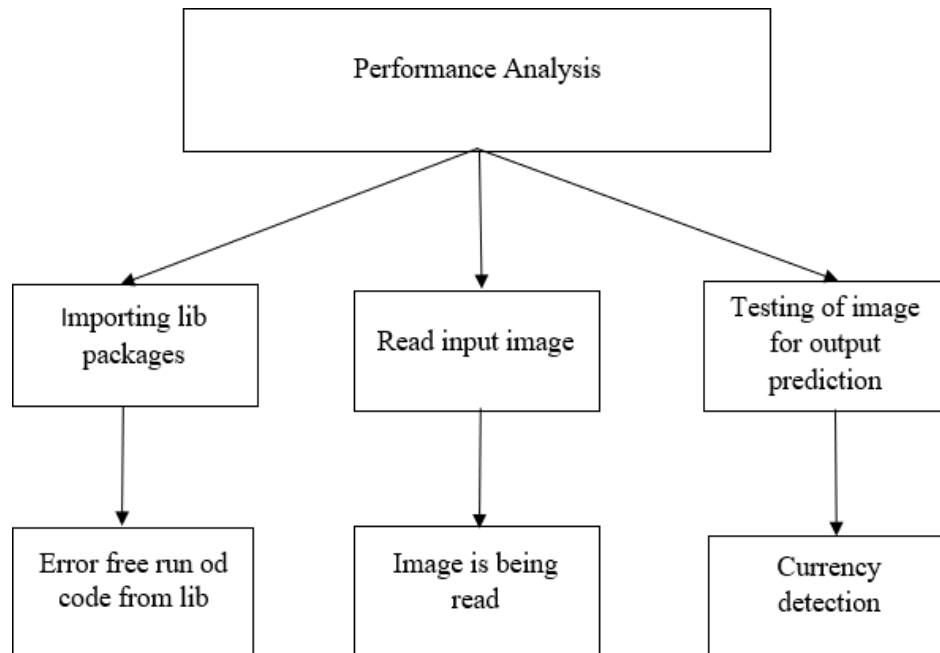 Performance Analysis
Importing lib
packages
Read input image
Testing of image
for output
prediction
Error free run od
code from lib
Image is being
read
Currency
detection